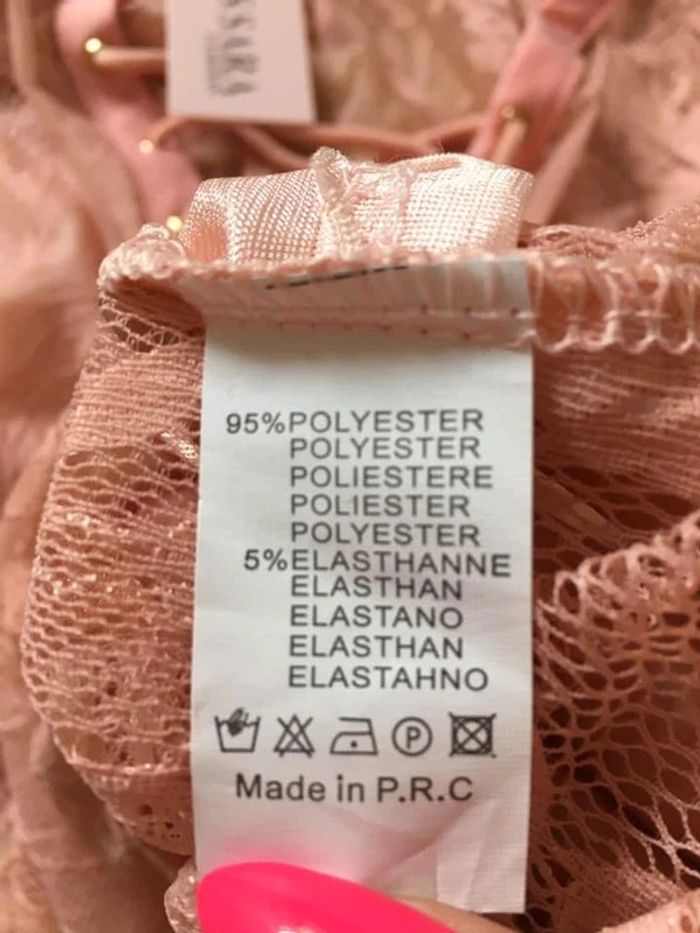 95%POLYESTER
POLYESTER
POLIESTERE
POLIESTER
POLYESTER
5%ELASTHANNE
ELASTHAN
ELASTANO
ELASTHAN
ELASTAHNO
P
Made in P.R.C